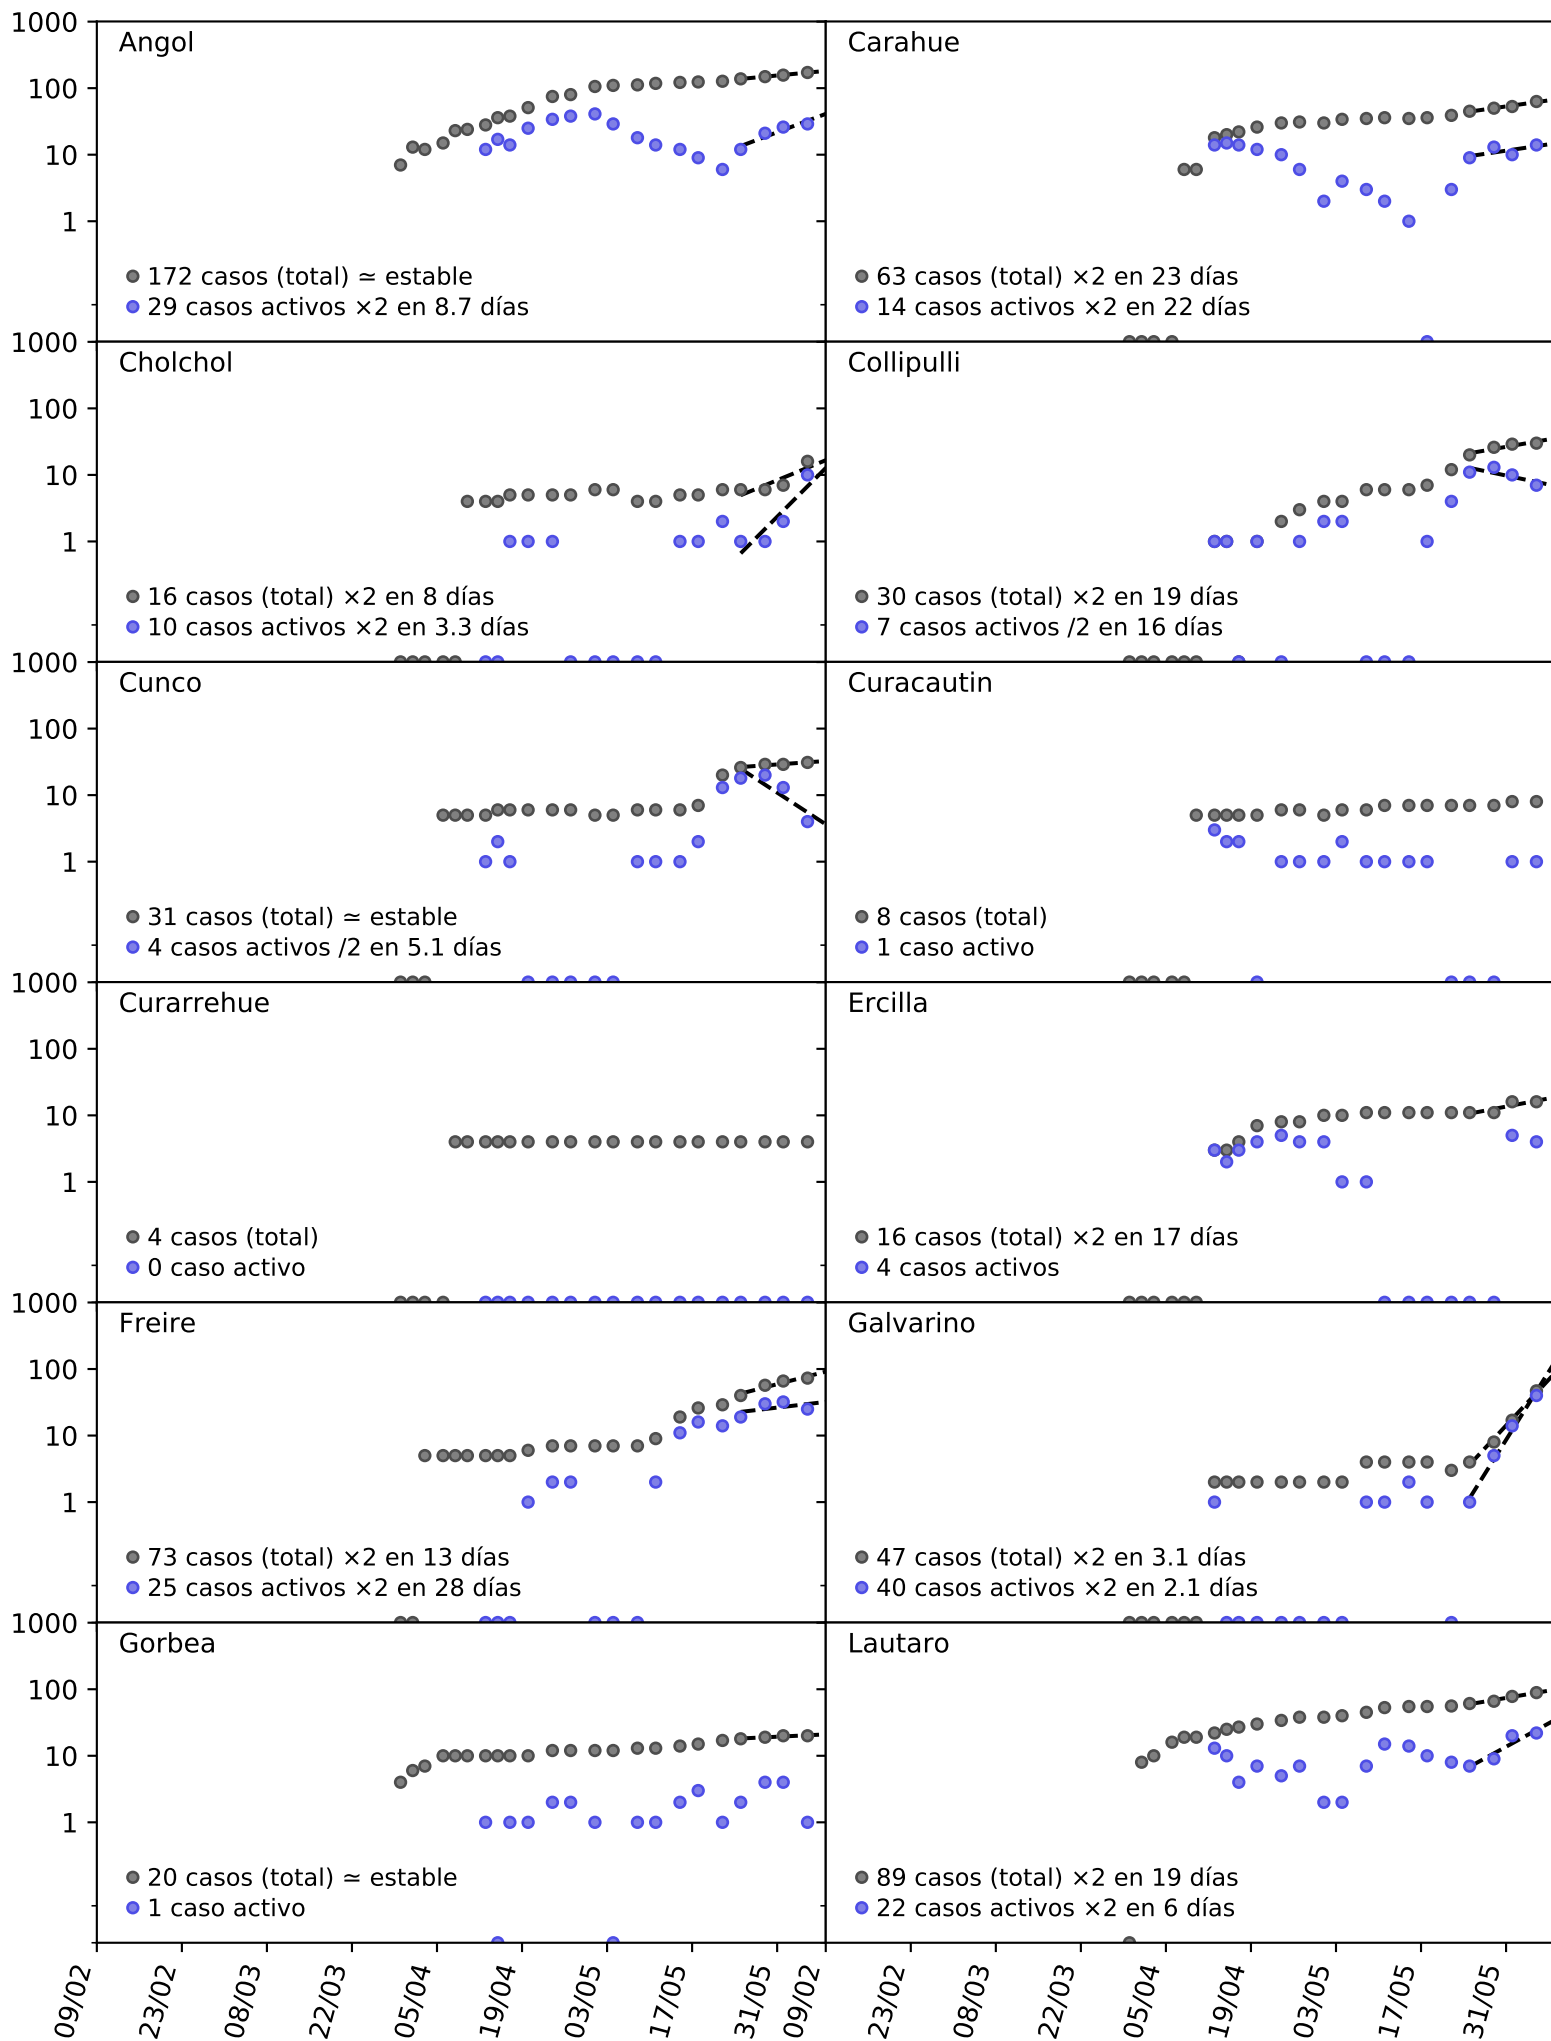 1000
Angol
Carahue
100
10
1
172 casos (total) ≃ estable
29 casos activos ×2 en 8.7 días
63 casos (total) ×2 en 23 días
14 casos activos ×2 en 22 días
1000
Cholchol
Collipulli
100
10
1
16 casos (total) ×2 en 8 días
10 casos activos ×2 en 3.3 días
30 casos (total) ×2 en 19 días
7 casos activos /2 en 16 días
1000
Cunco
Curacautin
100
10
1
31 casos (total) ≃ estable
4 casos activos /2 en 5.1 días
8 casos (total)
1 caso activo
1000
Curarrehue
Ercilla
100
10
1
4 casos (total)
0 caso activo
16 casos (total) ×2 en 17 días
4 casos activos
1000
Freire
Galvarino
100
10
1
73 casos (total) ×2 en 13 días
25 casos activos ×2 en 28 días
47 casos (total) ×2 en 3.1 días
40 casos activos ×2 en 2.1 días
1000
Gorbea
Lautaro
100
10
1
20 casos (total) ≃ estable
1 caso activo
89 casos (total) ×2 en 19 días
22 casos activos ×2 en 6 días
09/02
23/02
08/03
22/03
05/04
19/04
03/05
17/05
31/05
09/02
23/02
08/03
22/03
05/04
19/04
03/05
17/05
31/05